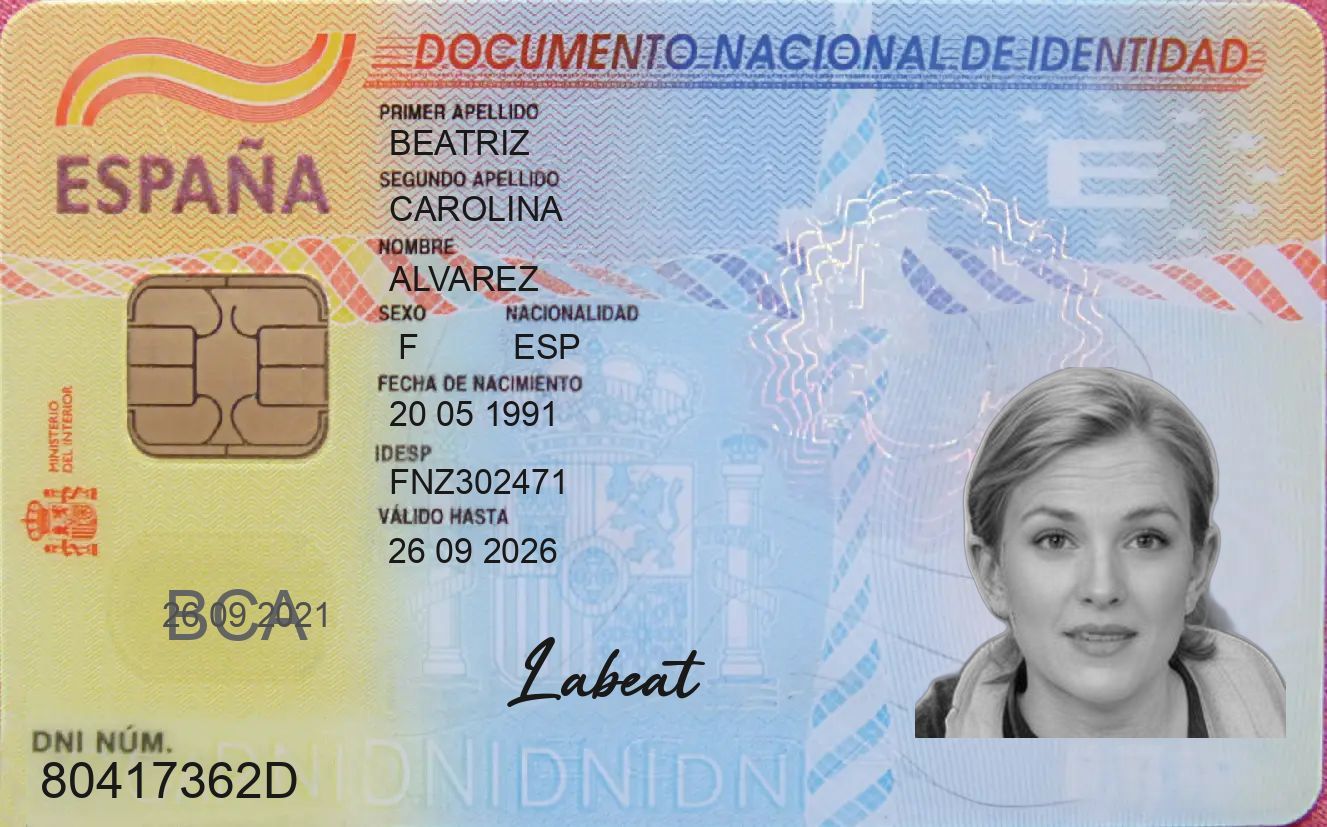 DOCUMENTO NACIONAL DE IDENTIDAD
ESPAÑA
PRIMER APELLIDO
BEATRIZ
SEGUNDO APELLIDO
CAROLINA
NOMBRE
ALVAREZ
SEXO NACIONALIDAD
F ESP
FECHA DE NACIMIENTO
20 05 1991
IDESP
FNZ302471
VÁLIDO HASTA
26 09 2026
MINISTERIO
DEL INTERIOR
E
BCA
26 09 2021
Labeat
DNI NÚM.
80417362D
DNIDNIDNIDNI